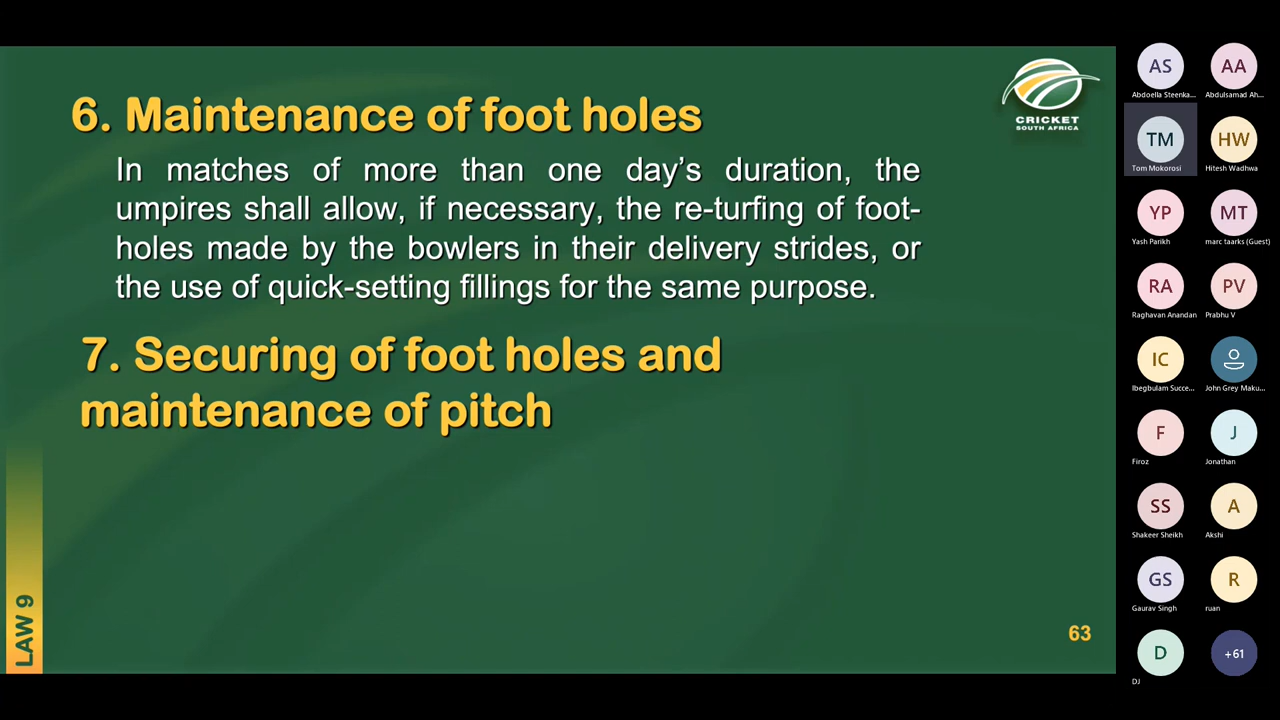 6. Maintenance of foot holes
In matches of more than one day's duration, the
umpires shall allow, if necessary, the re-turfing of foot-
holes made by the bowlers in their delivery strides, or
the use of quick-setting fillings for the same purpose.
7. Securing of foot holes and
maintenance of pitch
CRICKET
SOUTH AFRICA
LAW 9
63
AS
Abdoella Steenka...
AA
Abdulsamad Ah...
TM
Tom Mokorosi
HW
Hitesh Wadhwa
YP
Yash Parikh
MT
marc taarks (Guest)
RA
Raghavan Anandan
PV
Prabhu V
IC
Ibegbulam Succe...
John Grey Maku...
F
Firoz
J
Jonathan
SS
Shakeer Sheikh
A
Akshi
GS
Gaurav Singh
R
ruan
D
DJ
+61